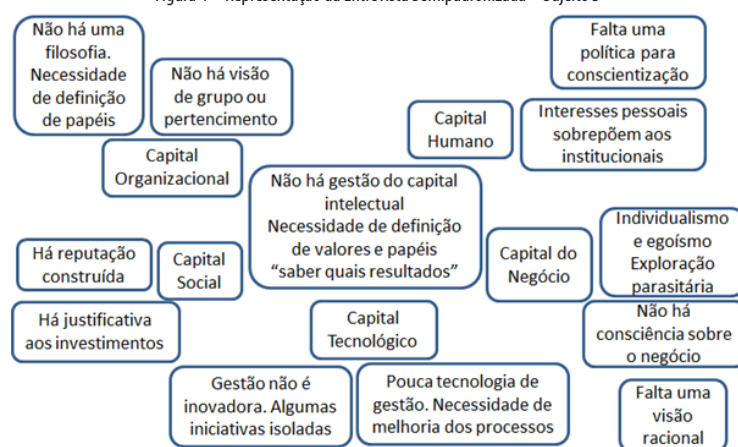 Não há uma
filosofia.
Necessidade
de definição
de papéis
Não há visão
de grupo ou
pertencimento
Capital
Organizacional
Falta uma
política para
conscientização
Capital
Humano
Interesses pessoais
sobrepõem aos
institucionais
Não há gestão do capital
intelectual
Necessidade de definição
de valores e papéis
“saber quais resultados”
Há reputação
construída
Capital
Social
Há justificativa
aos investimentos
Capital do
Negócio
Individualismo
e egoísmo
Exploração
parasitária
Não há
consciência sobre
o negócio
Falta uma
visão
racional
Capital
Tecnológico
Gestão não é
inovadora. Algumas
iniciativas isoladas
Pouca tecnologia de
gestão. Necessidade de
melhoria dos processos